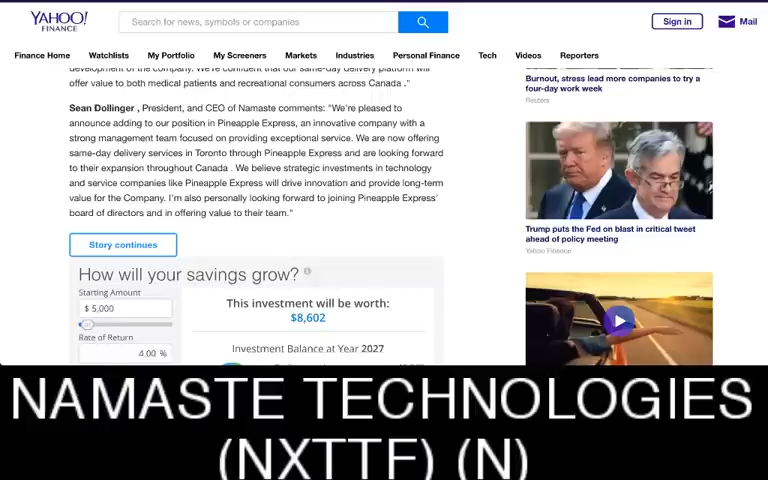 YAHOO!
FINANCE
Search for news, symbols or companies
Sign in
Mail
Finance Home Watchlists My Portfolio My Screeners Markets Industries Personal Finance Tech Videos Reporters
development of the company. We're confident that our same-day delivery platform will
offer value to both medical patients and recreational consumers across Canada ."
Sean Dollinger , President, and CEO of Namaste comments: "We're pleased to
announce adding to our position in Pineapple Express, an innovative company with a
strong management team focused on providing exceptional service. We are now offering
same-day delivery services in Toronto through Pineapple Express and are looking forward
to their expansion throughout Canada . We believe strategic investments in technology
and service companies like Pineapple Express will drive innovation and provide long-term
value for the Company. I'm also personally looking forward to joining Pineapple Express'
board of directors and in offering value to their team."
Story continues
How will your savings grow?
Starting Amount
$ 5,000
Rate of Return
4.00 %
This investment will be worth:
$8,602
Investment Balance at Year 2027
Burnout, stress lead more companies to try a
four-day work week
Reuters
Trump puts the Fed on blast in critical tweet
ahead of policy meeting
Yahoo Finance
NAMASTE TECHNOLOGIES
(NXTTF) (N)